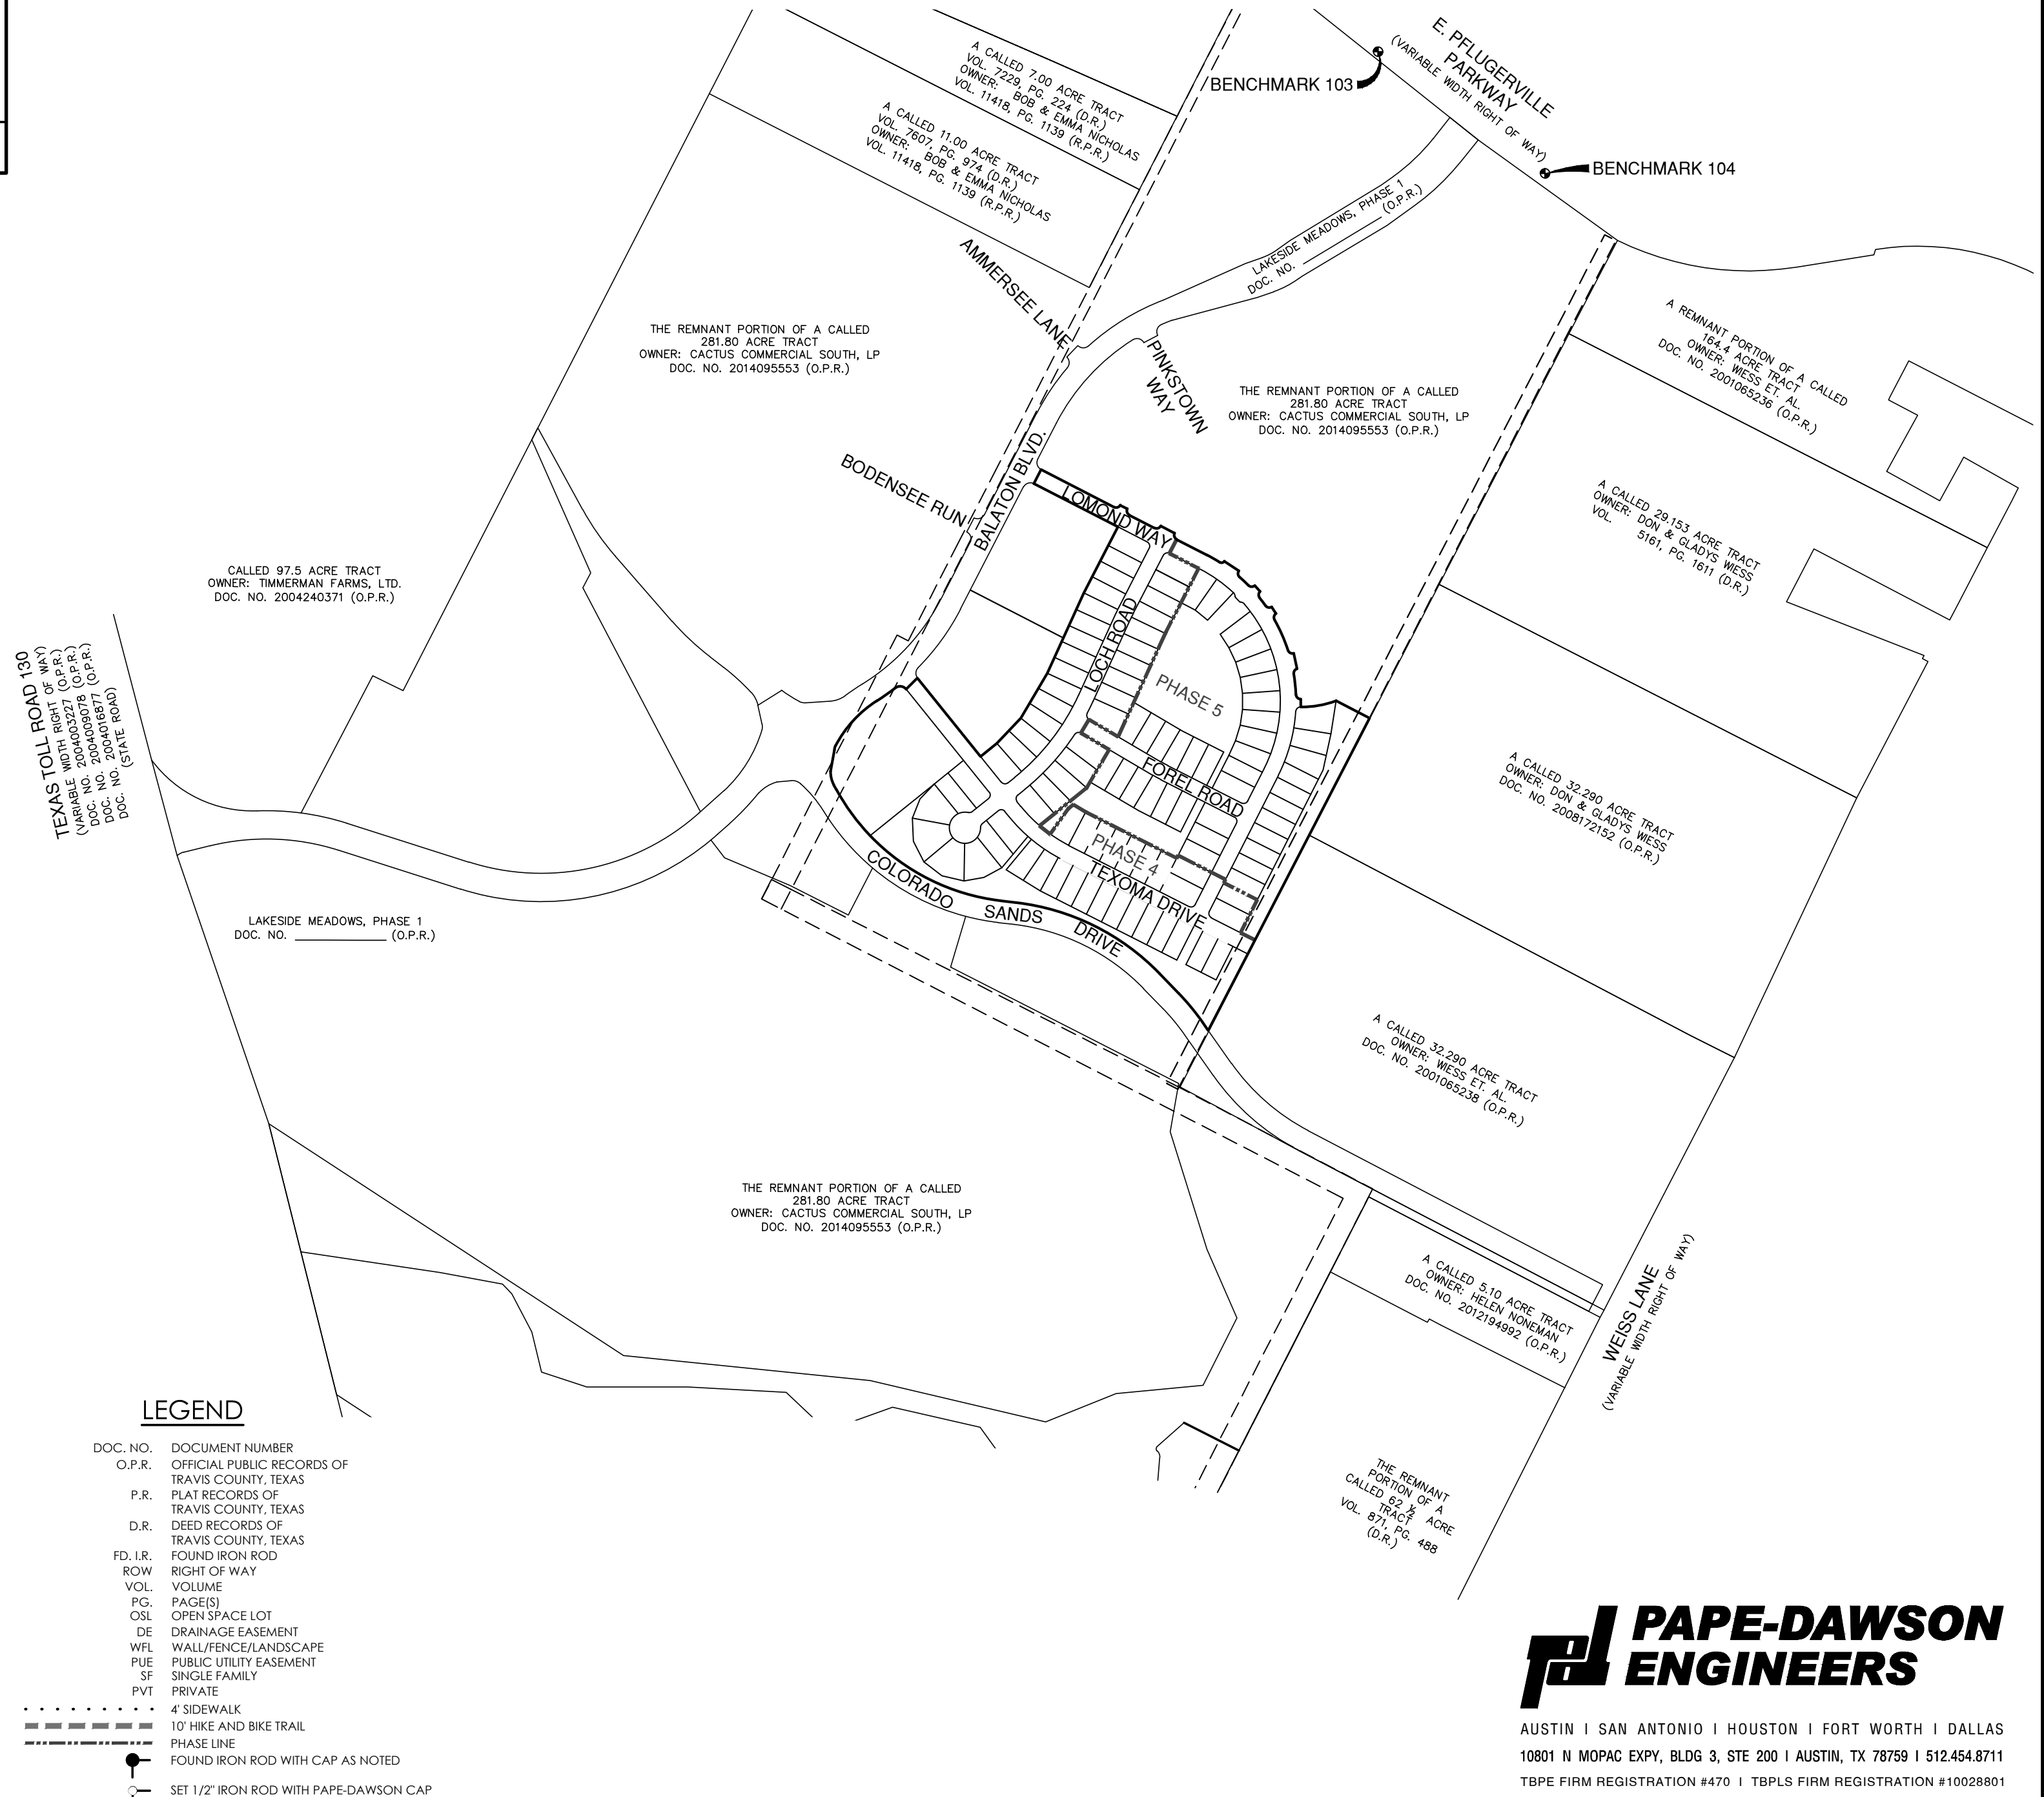 A CALLED 7.00 ACRE TRACT
VOL. 7229, PG. 224 (D.R.)
OWNER: BOB & EMMA NICHOLAS
VOL. 11418, PG. 1139 (R.P.R.)
A CALLED 11.00 ACRE TRACT
VOL. 7607, PG. 974 (D.R.)
OWNER: BOB & EMMA NICHOLAS
VOL. 11418, PG. 1139 (R.P.R.)
BENCHMARK 103
E. PFLUGERVILLE
PARKWAY
(VARIABLE WIDTH RIGHT OF WAY)
BENCHMARK 104
LAKESIDE MEADOWS, PHASE 1
DOC. NO. ____________ (O.P.R.)
AMMERSEE LANE
THE REMNANT PORTION OF A CALLED
281.80 ACRE TRACT
OWNER: CACTUS COMMERCIAL SOUTH, LP
DOC. NO. 2014095553 (O.P.R.)
PINKSTOWN
WAY
THE REMNANT PORTION OF A CALLED
281.80 ACRE TRACT
OWNER: CACTUS COMMERCIAL SOUTH, LP
DOC. NO. 2014095553 (O.P.R.)
A REMNANT PORTION OF A CALLED
164.4 ACRE TRACT
OWNER: WIESS ET. AL.
DOC. NO. 2001065236 (O.P.R.)
BODENSEE RUN
BALATON BLVD.
LOMOND WAY
A CALLED 29.153 ACRE TRACT
OWNER: DON & GLADYS WIESS
VOL. 5161, PG. 1611 (D.R.)
CALLED 97.5 ACRE TRACT
OWNER: TIMMERMAN FARMS, LTD.
DOC. NO. 2004240371 (O.P.R.)
TEXAS TOLL ROAD 130
(VARIABLE WIDTH RIGHT OF WAY)
DOC. NO. 2004003227 (O.P.R.)
DOC. NO. 2004009078 (O.P.R.)
DOC. NO. 2004016877 (O.P.R.)
(STATE ROAD)
LOCH ROAD
PHASE 5
FOREL ROAD
PHASE 4
TEXOMA DRIVE
COLORADO SANDS DRIVE
A CALLED 32.290 ACRE TRACT
OWNER: DON & GLADYS WIESS
DOC. NO. 2008172152 (O.P.R.)
LAKESIDE MEADOWS, PHASE 1
DOC. NO. ____________ (O.P.R.)
A CALLED 32.290 ACRE TRACT
OWNER: WIESS ET. AL.
DOC. NO. 2001065238 (O.P.R.)
THE REMNANT PORTION OF A CALLED
281.80 ACRE TRACT
OWNER: CACTUS COMMERCIAL SOUTH, LP
DOC. NO. 2014095553 (O.P.R.)
A CALLED 5.10 ACRE TRACT
OWNER: HELEN NONEMAN
DOC. NO. 2012194992 (O.P.R.)
WEISS LANE
(VARIABLE WIDTH RIGHT OF WAY)
THE REMNANT
PORTION OF A
CALLED 62 ½ ACRE
TRACT
VOL. 871, PG. 488
(D.R.)
LEGEND
DOC. NO. DOCUMENT NUMBER
O.P.R. OFFICIAL PUBLIC RECORDS OF
TRAVIS COUNTY, TEXAS
P.R. PLAT RECORDS OF
TRAVIS COUNTY, TEXAS
D.R. DEED RECORDS OF
TRAVIS COUNTY, TEXAS
FD. I.R. FOUND IRON ROD
ROW RIGHT OF WAY
VOL. VOLUME
PG. PAGE(S)
OSL OPEN SPACE LOT
DE DRAINAGE EASEMENT
WFL WALL/FENCE/LANDSCAPE
PUE PUBLIC UTILITY EASEMENT
SF SINGLE FAMILY
PVT PRIVATE
4' SIDEWALK
10' HIKE AND BIKE TRAIL
PHASE LINE
FOUND IRON ROD WITH CAP AS NOTED
SET 1/2" IRON ROD WITH PAPE-DAWSON CAP
PAPE-DAWSON
ENGINEERS
AUSTIN I SAN ANTONIO I HOUSTON I FORT WORTH I DALLAS
10801 N MOPAC EXPY, BLDG 3, STE 200 I AUSTIN, TX 78759 I 512.454.8711
TBPE FIRM REGISTRATION #470 I TBPLS FIRM REGISTRATION #10028801